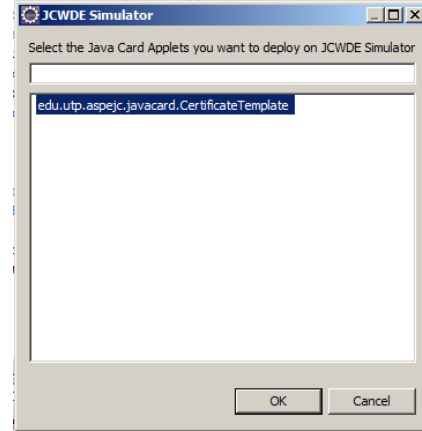 JCWDE Simulator
Select the Java Card Applets you want to deploy on JCWDE Simulator
edu.utp.aspejc.javacard.CertificateTemplate
OK Cancel